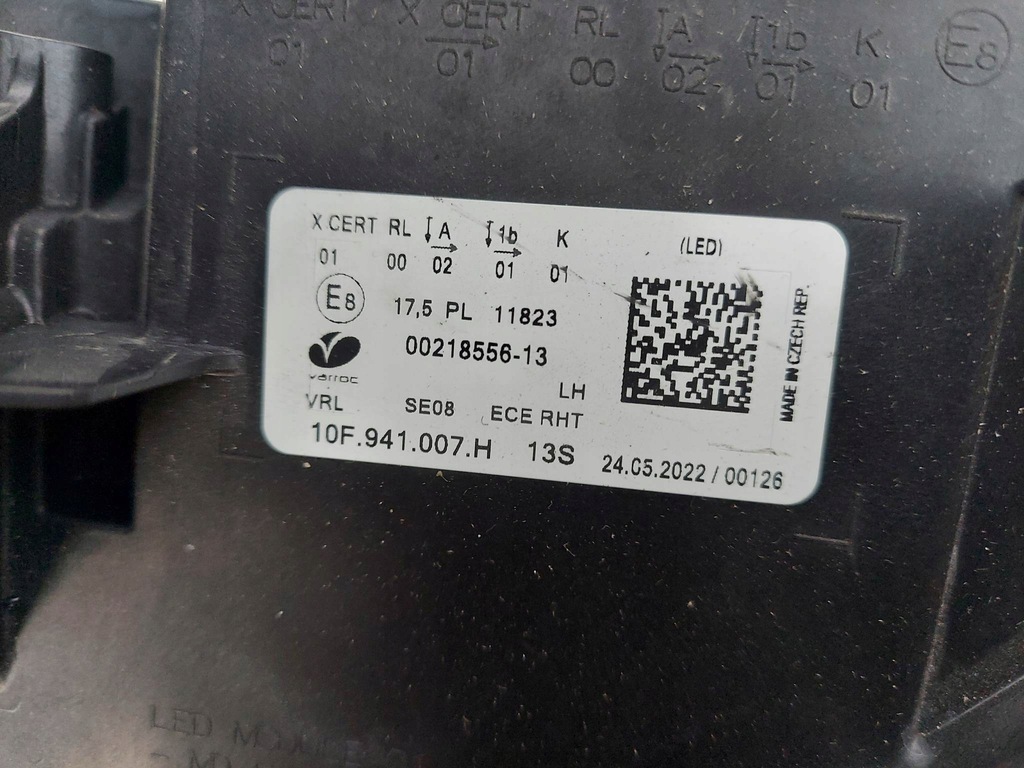 X CERT X CERT RL A 1b K E8
01 01 00 02 01 01
X CERT RL A 1b K (LED)
01 00 02 01 01
E8 17,5 PL 11823
00218556-13
varroc
LH
VRL SE08 ECE RHT
10F.941.007.H 13S 24.05.2022 / 00126
MADE IN CZECH REP.
LED MODULE